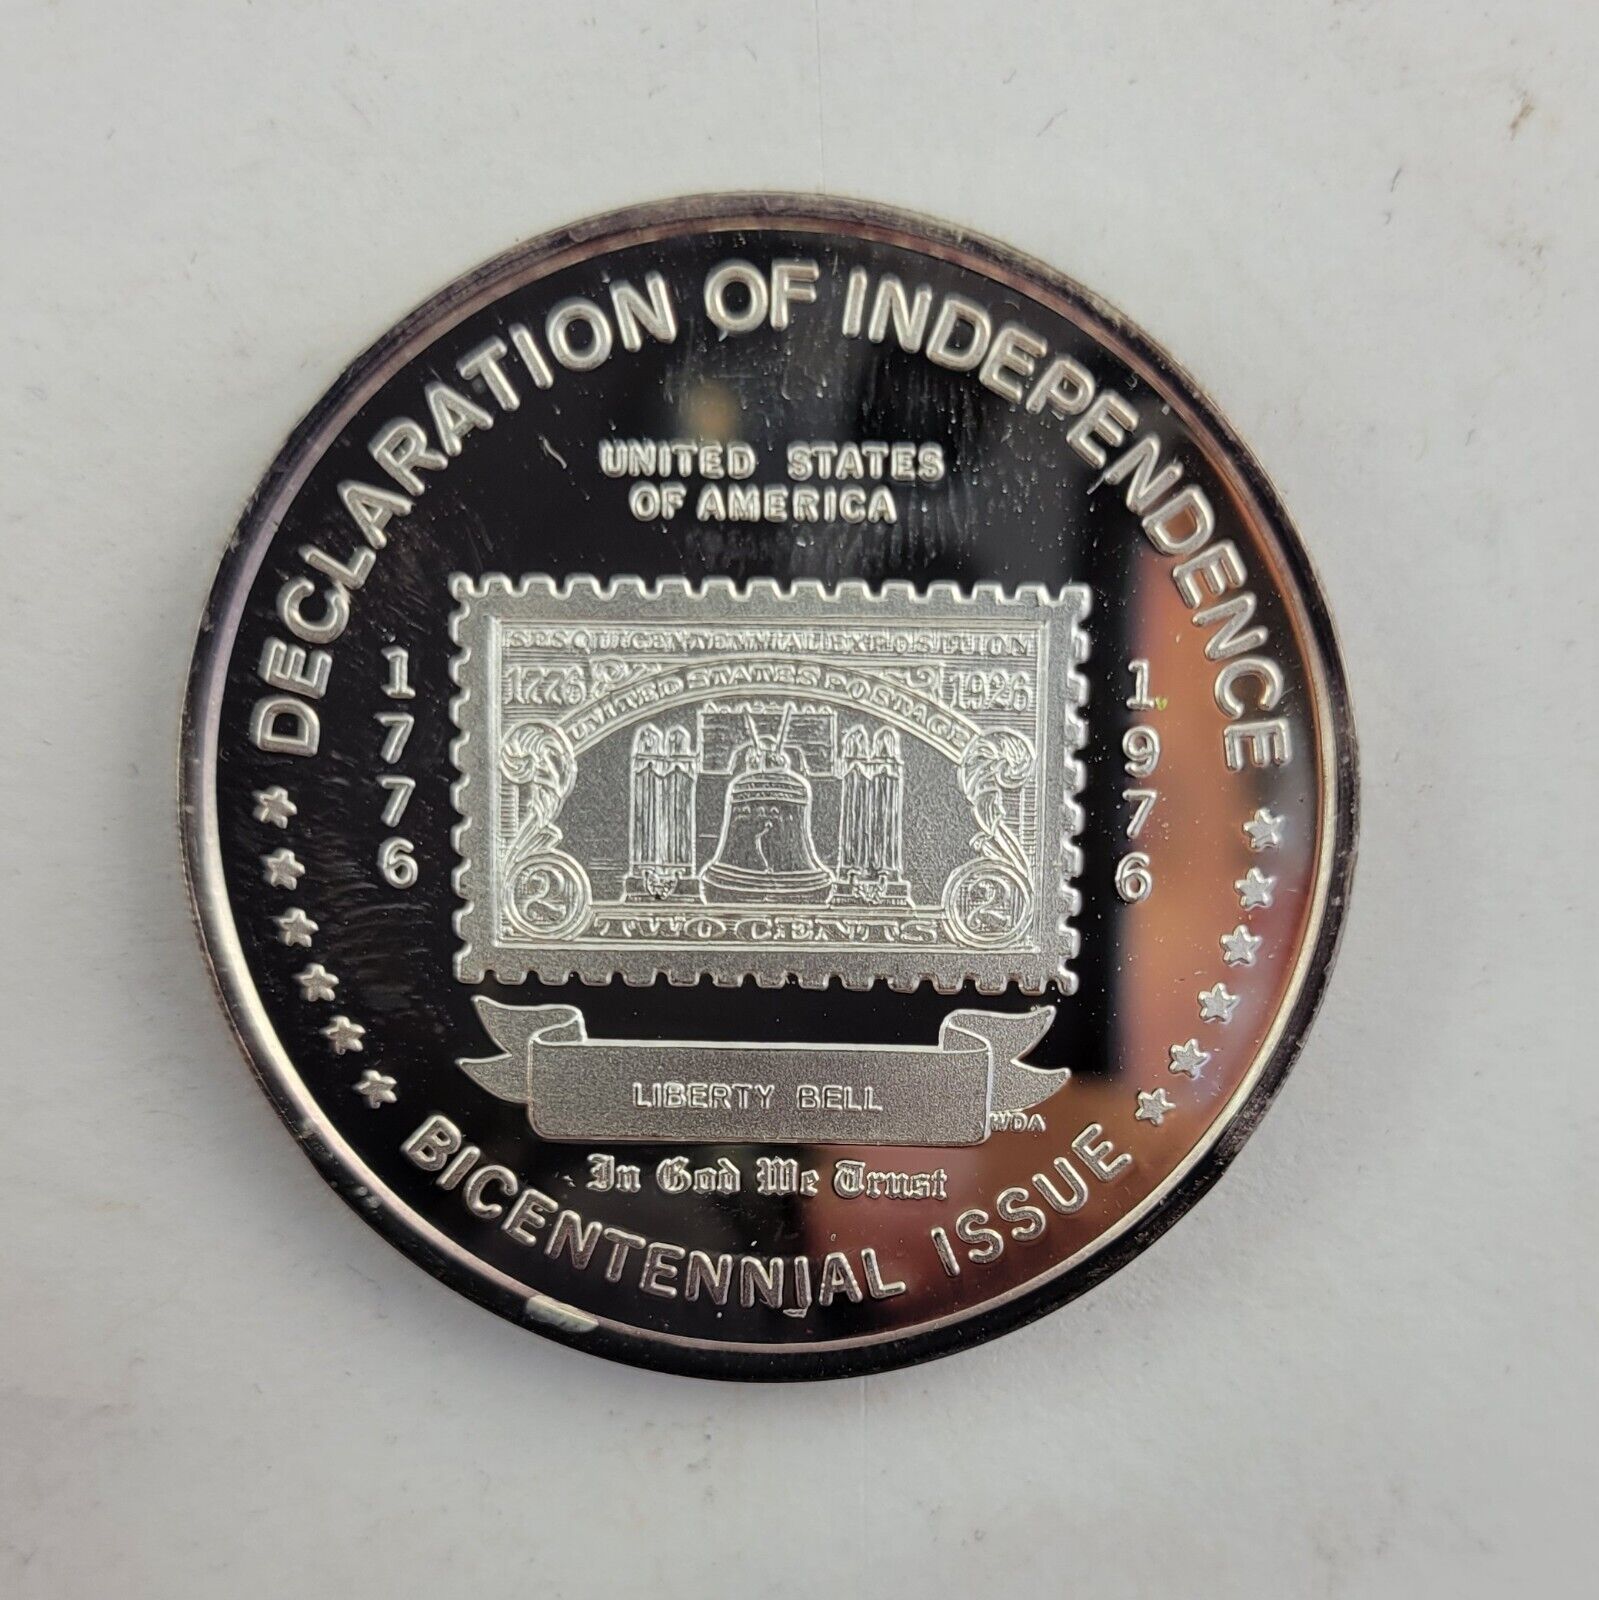 DECLARATION OF INDEPENDENCE
UNITED STATES
OF AMERICA
1776
1976
SESQUICENTENNIAL EXPOSITION
1776
1926
UNITED STATES POSTAGE
2
2
TWO CENTS
LIBERTY BELL
WDA
In God We Trust
BICENTENNIAL ISSUE